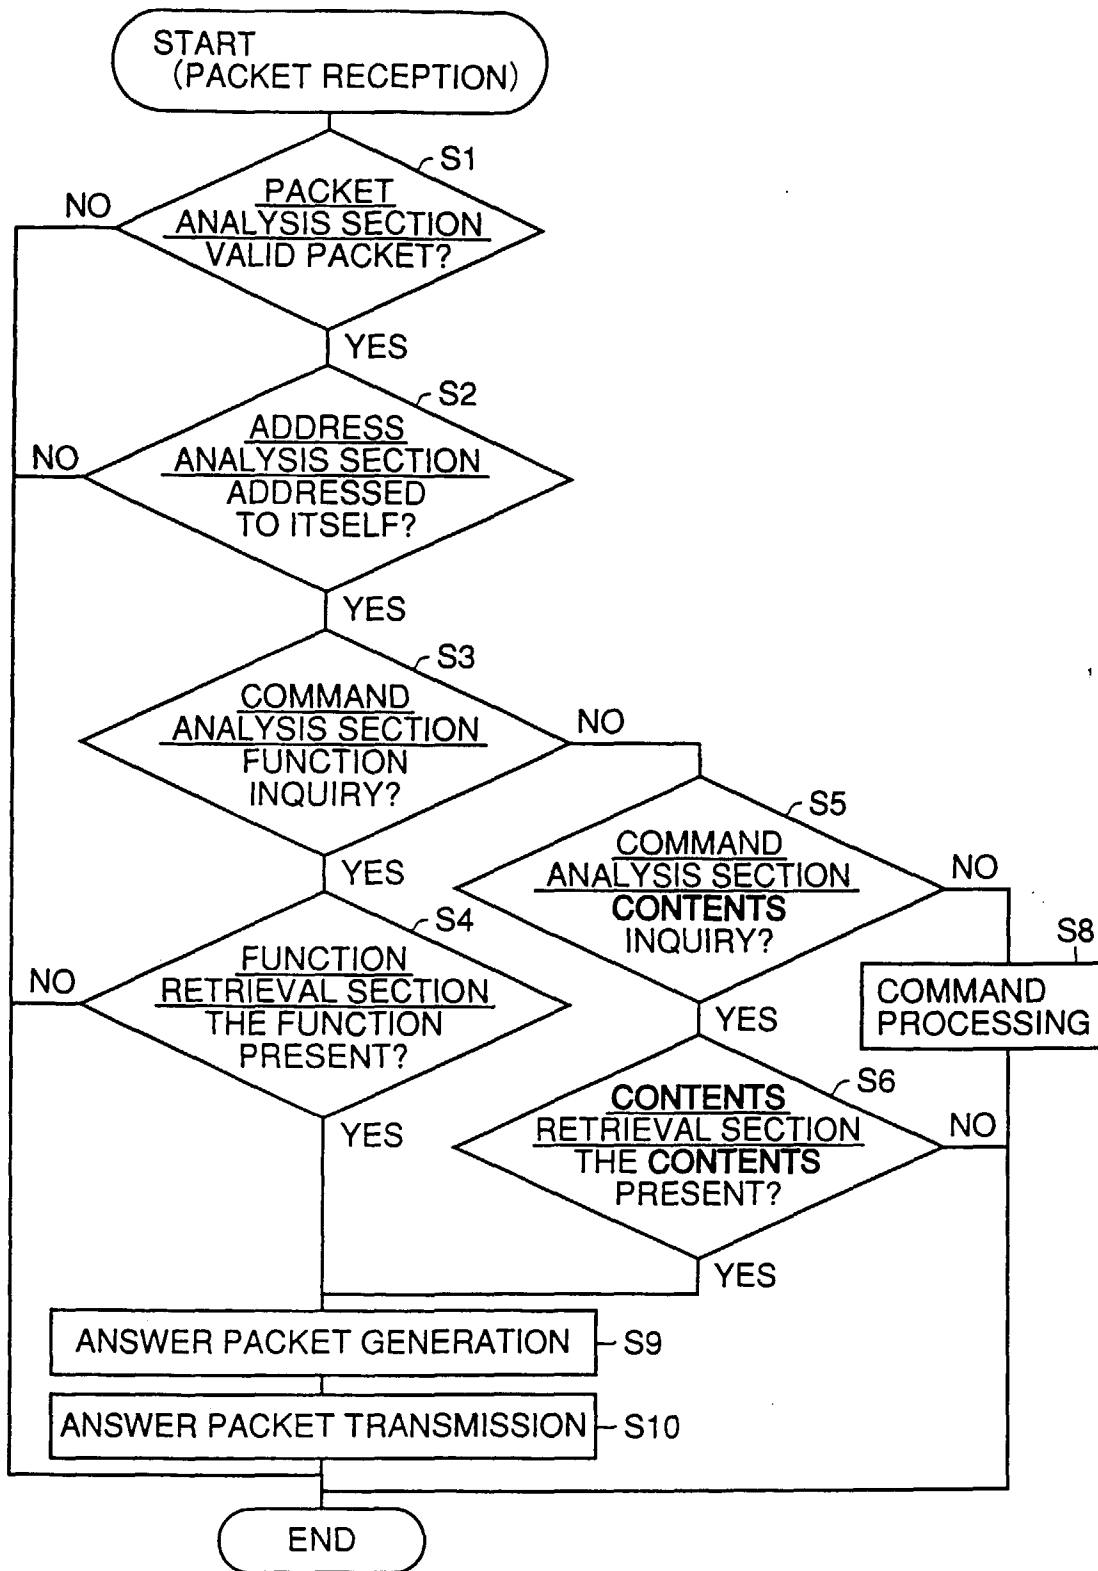 START
(PACKET RECEPTION)
S1
NO
PACKET
ANALYSIS SECTION
VALID PACKET?
YES
S2
NO
ADDRESS
ANALYSIS SECTION
ADDRESSED
TO ITSELF?
YES
S3
COMMAND
ANALYSIS SECTION
FUNCTION
INQUIRY?
NO
YES
S5
COMMAND
ANALYSIS SECTION
CONTENTS
INQUIRY?
NO
YES
S4
NO
FUNCTION
RETRIEVAL SECTION
THE FUNCTION
PRESENT?
YES
S8
COMMAND
PROCESSING
S6
CONTENTS
RETRIEVAL SECTION
THE CONTENTS
PRESENT?
NO
YES
ANSWER PACKET GENERATION
S9
ANSWER PACKET TRANSMISSION
S10
END